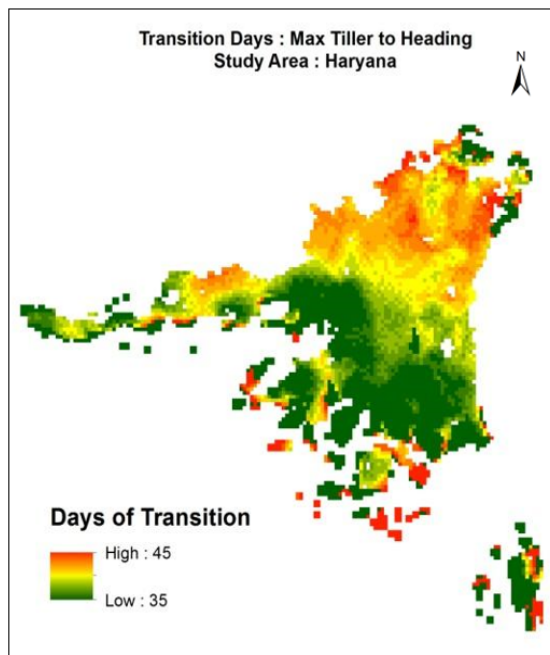 Transition Days : Max Tiller to Heading
Study Area : Haryana
N
Days of Transition
High : 45
Low : 35